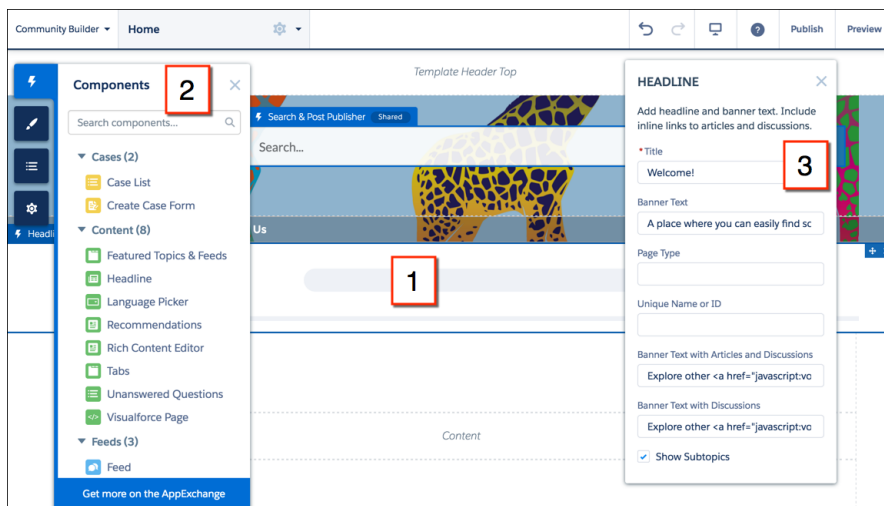 Community Builder
Home
Publish
Preview
Template Header Top
Components
2
Search components...
Cases (2)
Case List
Create Case Form
Content (8)
Featured Topics & Feeds
Headline
Language Picker
Recommendations
Rich Content Editor
Tabs
Unanswered Questions
Visualforce Page
Feeds (3)
Feed
Get more on the AppExchange
Search & Post Publisher Shared
Search...
Us
1
Content
HEADLINE
Add headline and banner text. Include
inline links to articles and discussions.
*Title
Welcome!
3
Banner Text
A place where you can easily find sc
Page Type
Unique Name or ID
Banner Text with Articles and Discussions
Explore other <a href="javascript:vo
Banner Text with Discussions
Explore other <a href="javascript:vo
Show Subtopics